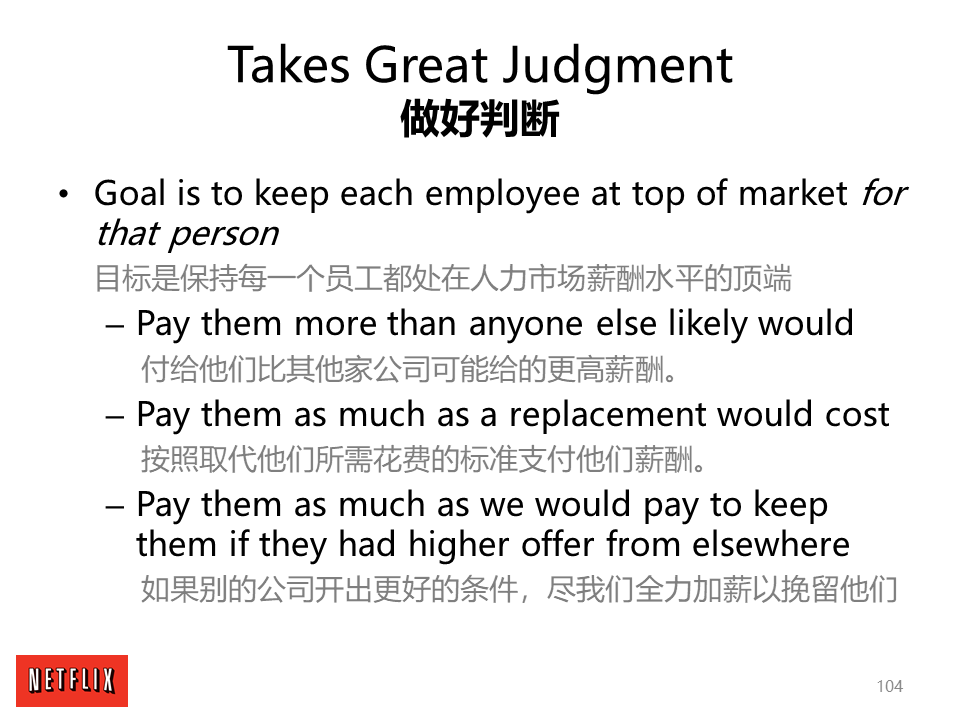 Takes Great Judgment
做好判断
• Goal is to keep each employee at top of market for
that person
目标是保持每一个员工都处在人力市场薪酬水平的顶端
– Pay them more than anyone else likely would
付给他们比其他家公司可能给的更高薪酬。
– Pay them as much as a replacement would cost
按照取代他们所需花费的标准支付他们薪酬。
– Pay them as much as we would pay to keep
them if they had higher offer from elsewhere
如果别的公司开出更好的条件，尽我们全力加薪以挽留他们
NETFLIX
104